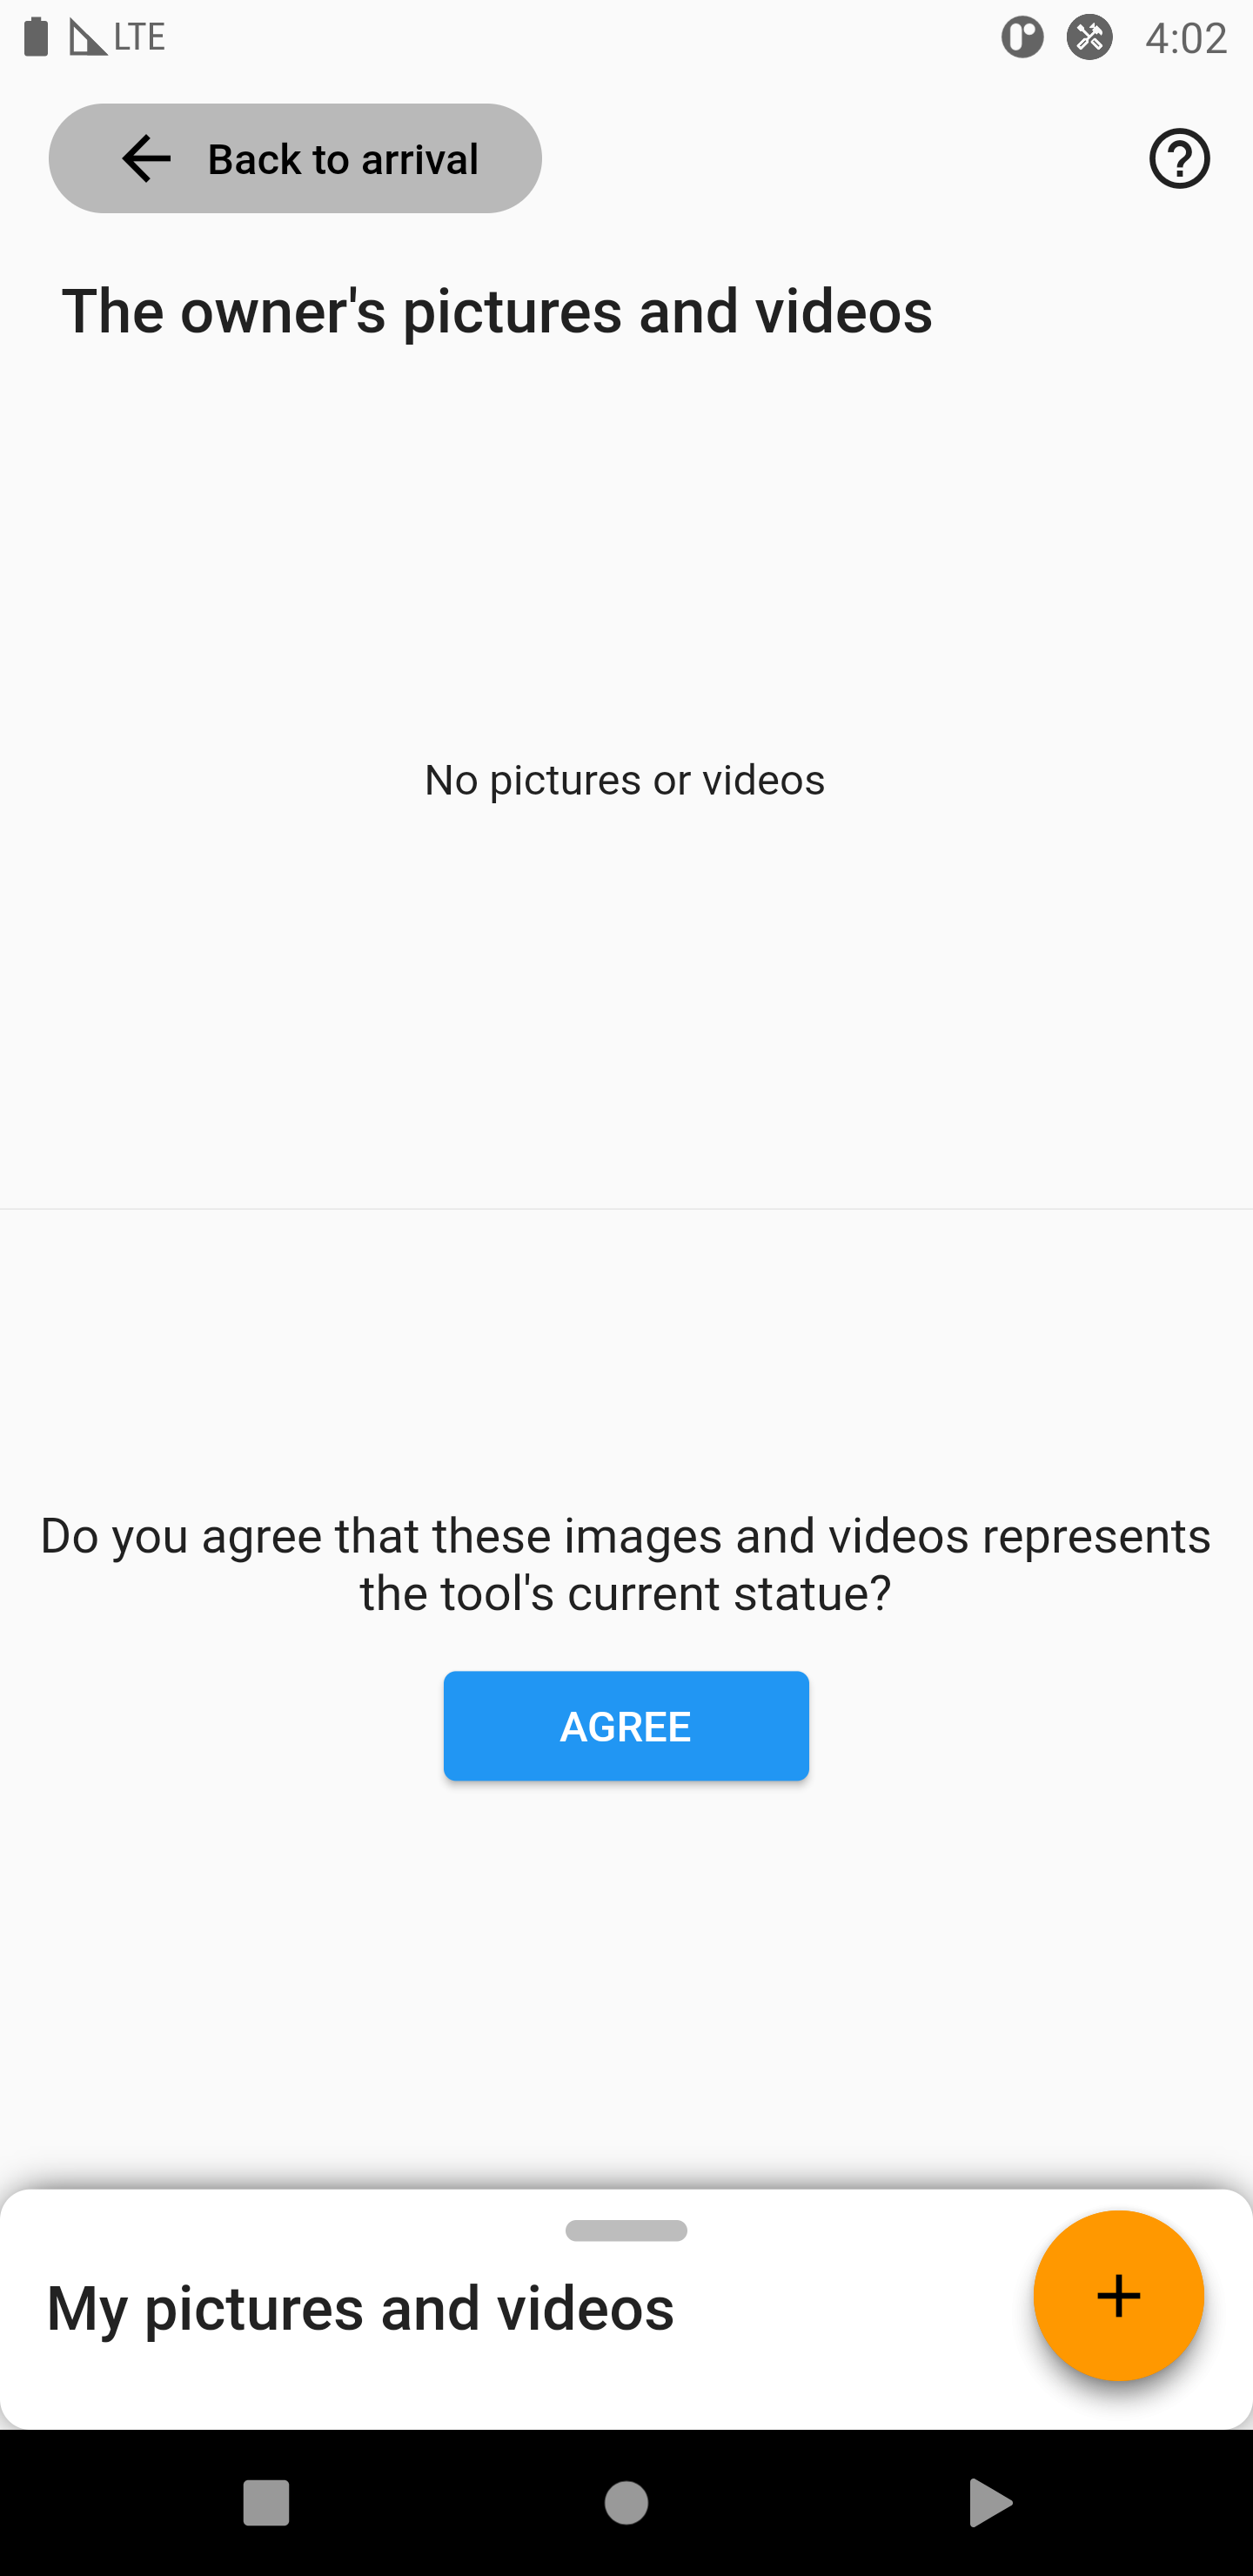 LTE
4:02
Back to arrival
The owner's pictures and videos
No pictures or videos
Do you agree that these images and videos represents
the tool's current statue?
AGREE
My pictures and videos